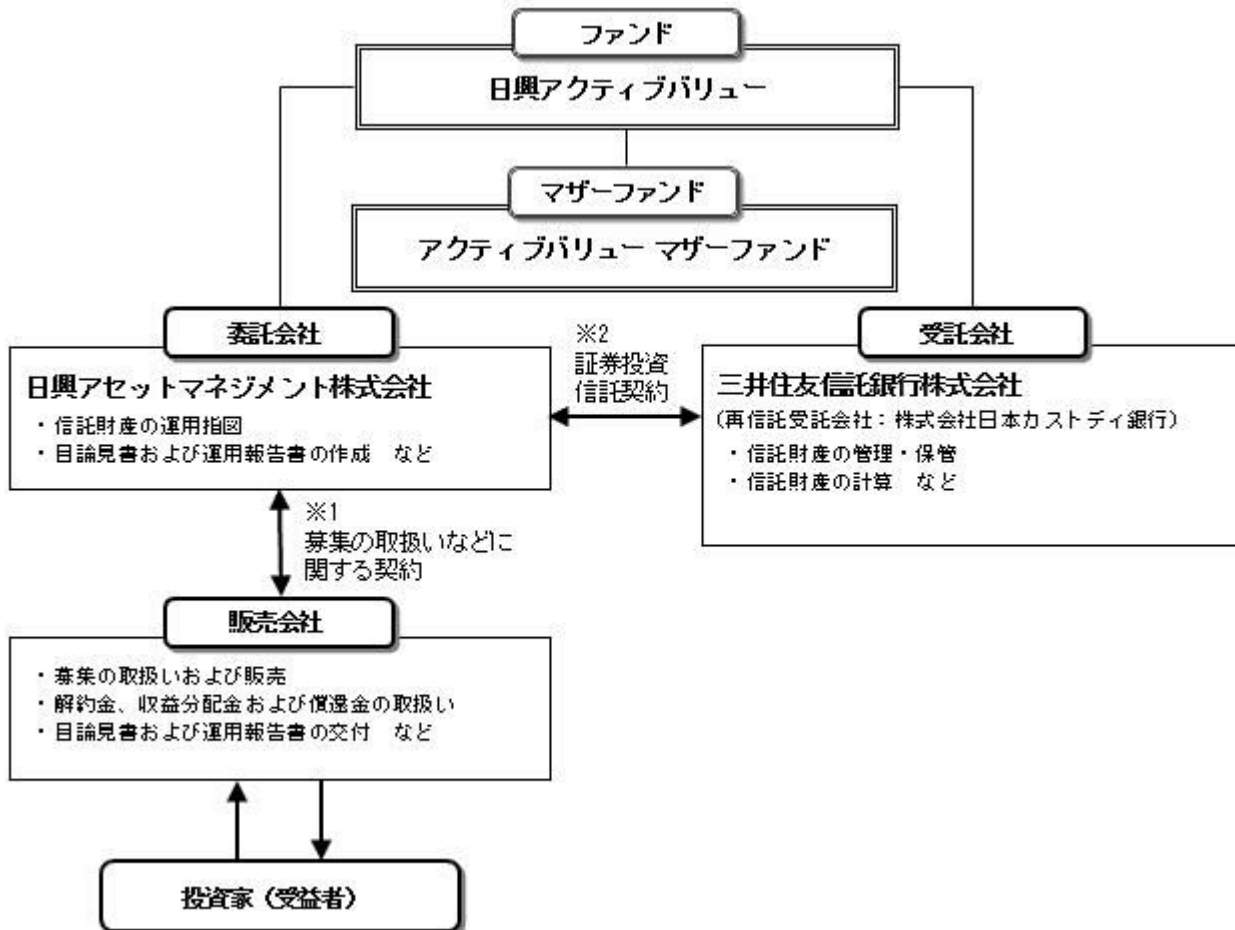 ファンド
日興アクティブバリュー
マザーファンド
アクティブバリュー マザーファンド
委託会社
日興アセットマネジメント株式会社
・信託財産の運用指図
・目論見書および運用報告書の作成 など
※2
証券投資
信託契約
受託会社
三井住友信託銀行株式会社
(再信託受託会社:株式会社日本カストディ銀行)
・信託財産の管理・保管
・信託財産の計算 など
※1
募集の取扱いなどに
関する契約
販売会社
・募集の取扱いおよび販売
・解約金、収益分配金および償還金の取扱い
・目論見書および運用報告書の交付 など
投資家(受益者)